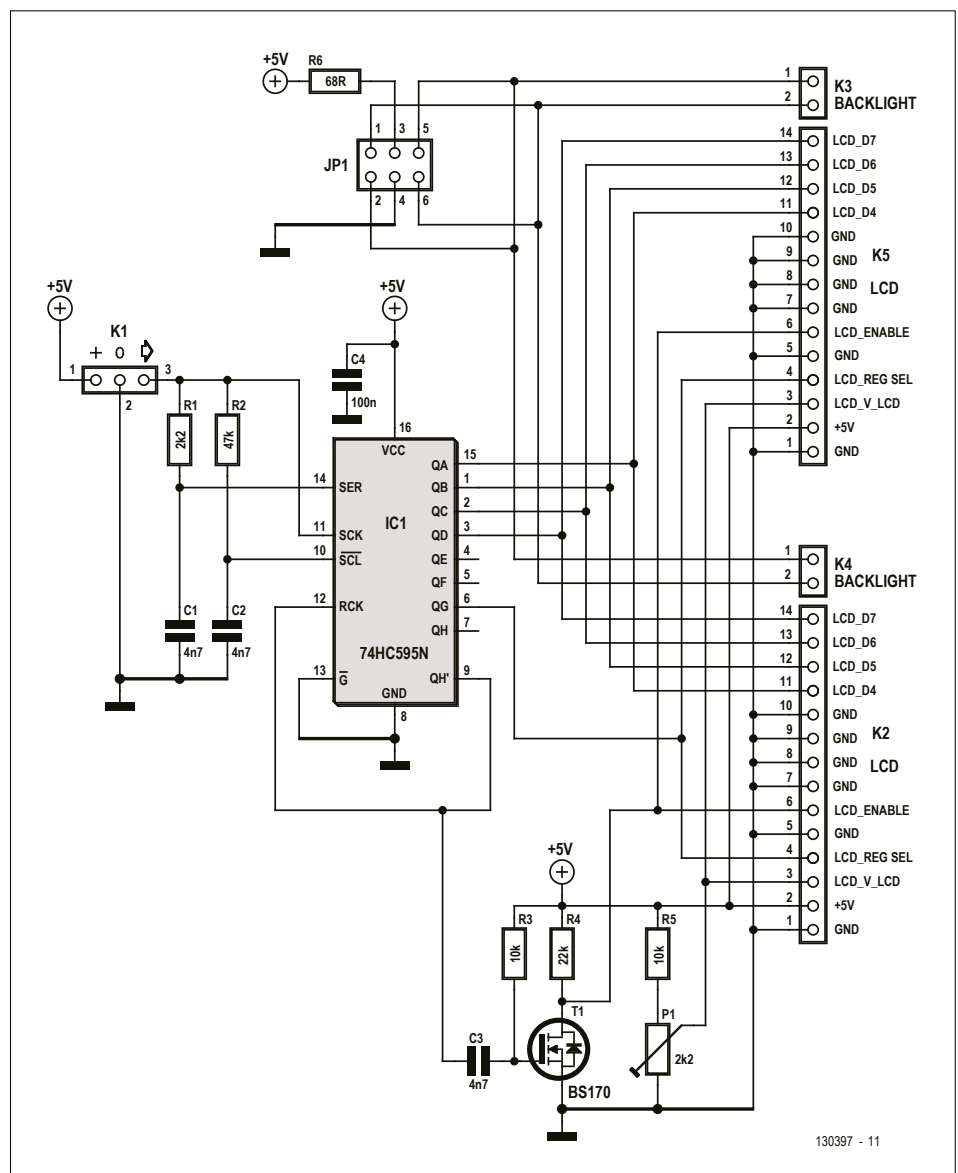 +5V
R6
68R
1
3
5
JP1
2
4
6
1
2
K3
BACKLIGHT
14 LCD_D7
13 LCD_D6
12 LCD_D5
11 LCD_D4
10 GND
9 GND
8 GND
7 GND
6 LCD_ENABLE
5 GND
4 LCD_REG SEL
3 LCD_V_LCD
2 +5V
1 GND
K5
LCD
+5V
K1
+ 0
1
3
2
R1
2k2
R2
47k
C1
4n7
C2
4n7
+5V
C4
100n
16
VCC
IC1
74HC595N
14 SER
11 SCK
10 SCL
12 RCK
13 G
GND
8
QA 15
QB 1
QC 2
QD 3
QE 4
QF 5
QG 6
QH 7
QH' 9
1
2
K4
BACKLIGHT
14 LCD_D7
13 LCD_D6
12 LCD_D5
11 LCD_D4
10 GND
9 GND
8 GND
7 GND
6 LCD_ENABLE
5 GND
4 LCD_REG SEL
3 LCD_V_LCD
2 +5V
1 GND
K2
LCD
+5V
R3
10k
R4
22k
R5
10k
C3
4n7
T1
BS170
P1
2k2
130397 - 11